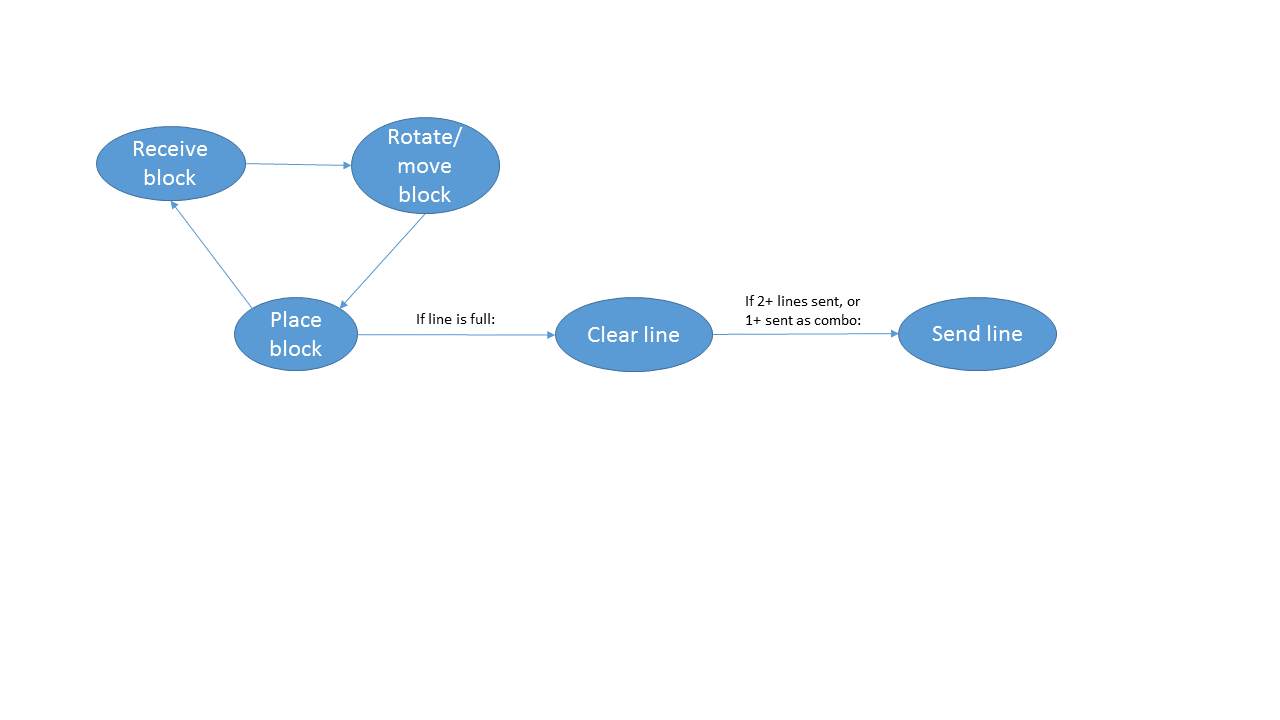 Receive
block
Rotate/
move
block
Place
block
If line is full:
Clear line
If 2+ lines sent, or
1+ sent as combo:
Send line